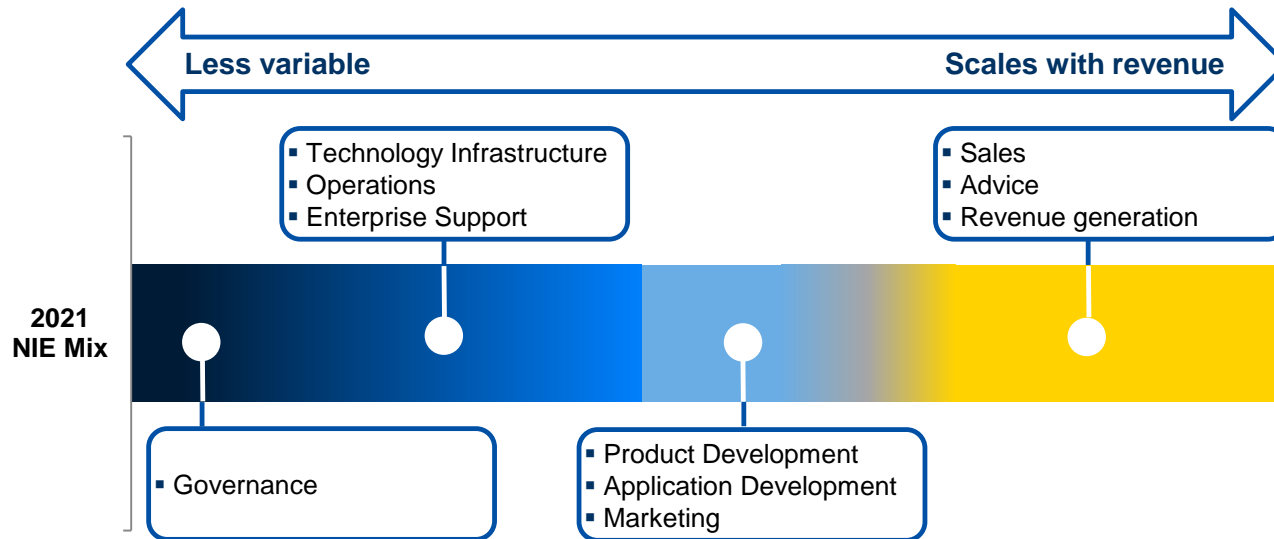 Less variable
Scales with revenue
▪ Technology Infrastructure
▪ Operations
▪ Enterprise Support
▪ Sales
▪ Advice
▪ Revenue generation
2021
NIE Mix
▪ Governance
▪ Product Development
▪ Application Development
▪ Marketing